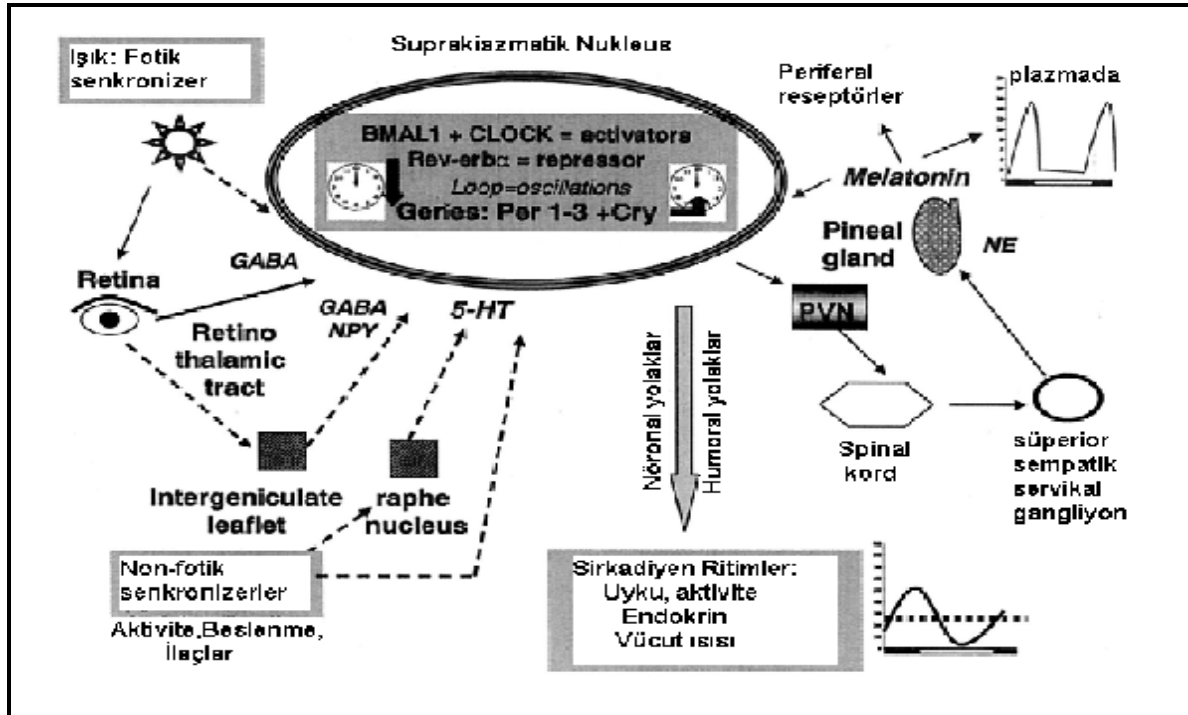 Suprakiazmatik Nukleus
Işık: Fotik
senkronizer
BMAL1 + CLOCK = activators
Rev-erbα = repressor
Loop=oscillations
Geries: Per 1-3 +Cry
Periferal
reseptörler
plazmada
Melatonin
Pineal
gland
NE
GABA
Retina
GABA
NPY
5-HT
Retino
thalamic
tract
PVN
Nöronal yolaklar
Humoral yolaklar
Spinal
kord
süperior
sempatik
servikal
gangliyon
Intergeniculate
leaflet
raphe
nucleus
Non-fotik
senkronizerler
Aktivite,Beslenme,
İlaçlar
Sirkadiyen Ritimler:
Uyku, aktivite
Endokrin
Vücut ısısı